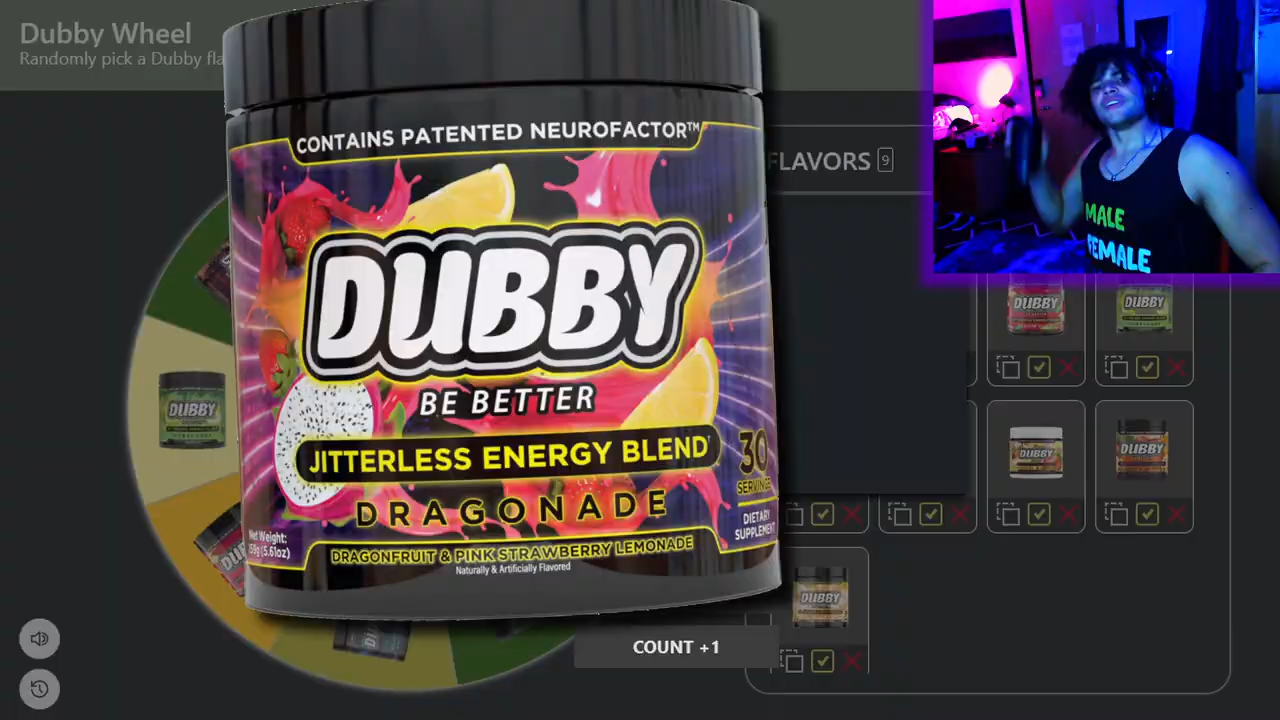 Dubby Wheel
Randomly pick a Dubby fla
FLAVORS 9
CONTAINS PATENTED NEUROFACTOR™
DUBBY
BE BETTER
JITTERLESS ENERGY BLEND
DRAGONADE
DRAGONFRUIT & PINK STRAWBERRY LEMONADE
Naturally & Artificially Flavored
30
SERVINGS
DIETARY
SUPPLEMENT
Net Weight:
(5.61oz)
MALE
FEMALE
DUBBY
DUBBY
DUBBY
DUBBY
DUBBY
DUBBY
COUNT +1